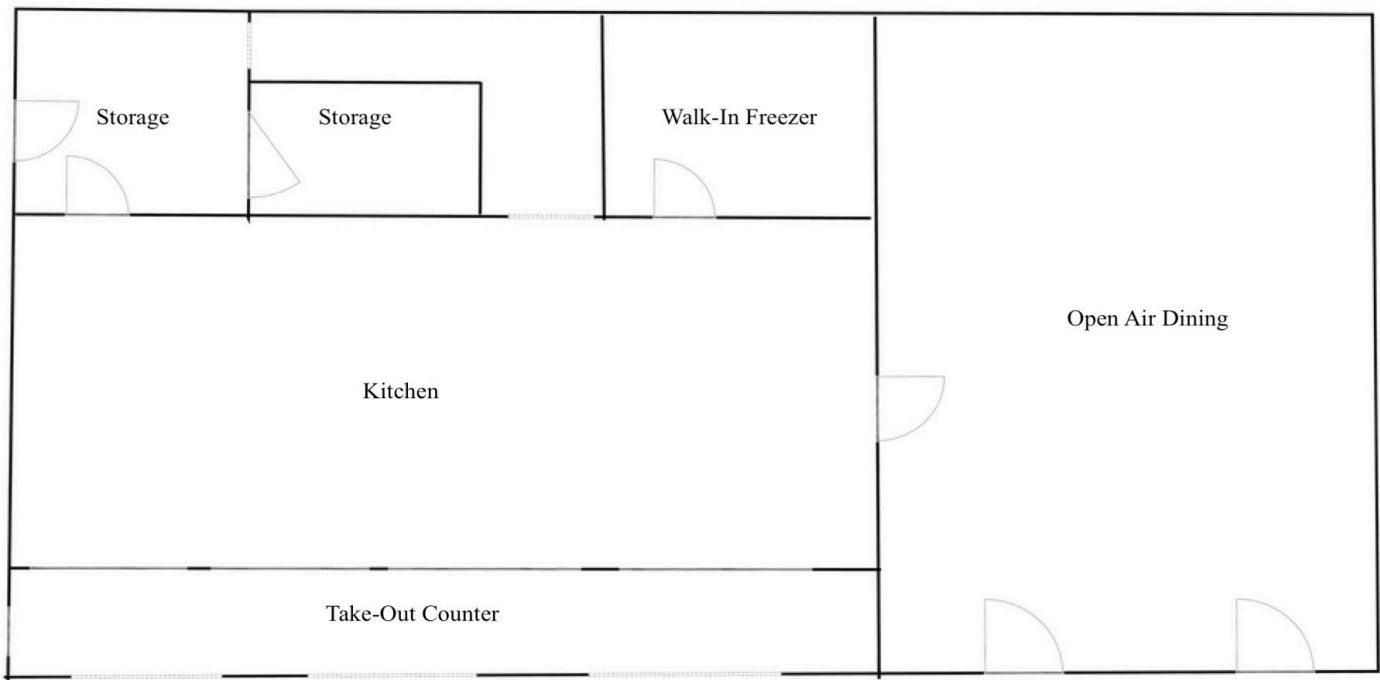 Storage
Storage
Walk-In Freezer
Open Air Dining
Kitchen
Take-Out Counter